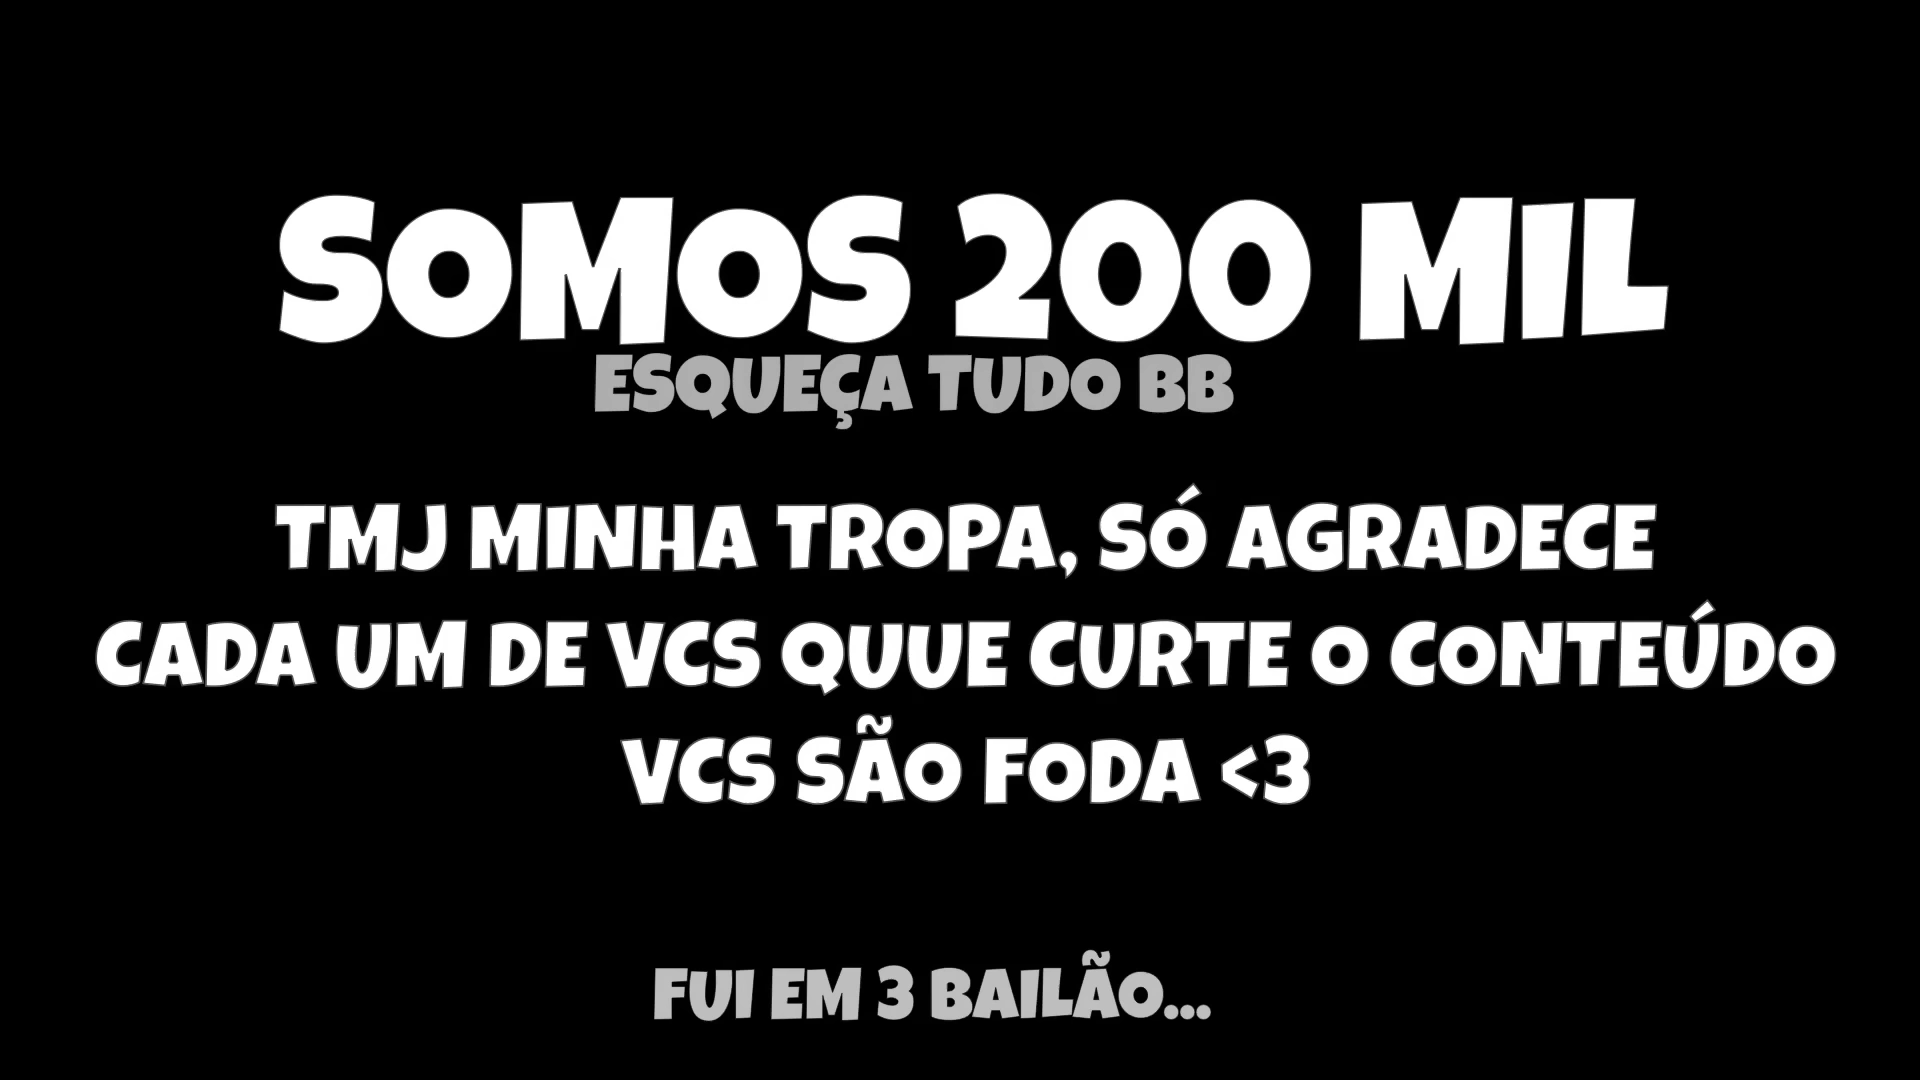 SOMOS 200 MIL
ESQUEÇA TUDO BB
TMJ MINHA TROPA, SÓ AGRADECE
CADA UM DE VCS QUUE CURTE O CONTEÚDO
VCS SÃO FODA <3
FUI EM 3 BAILÃO...